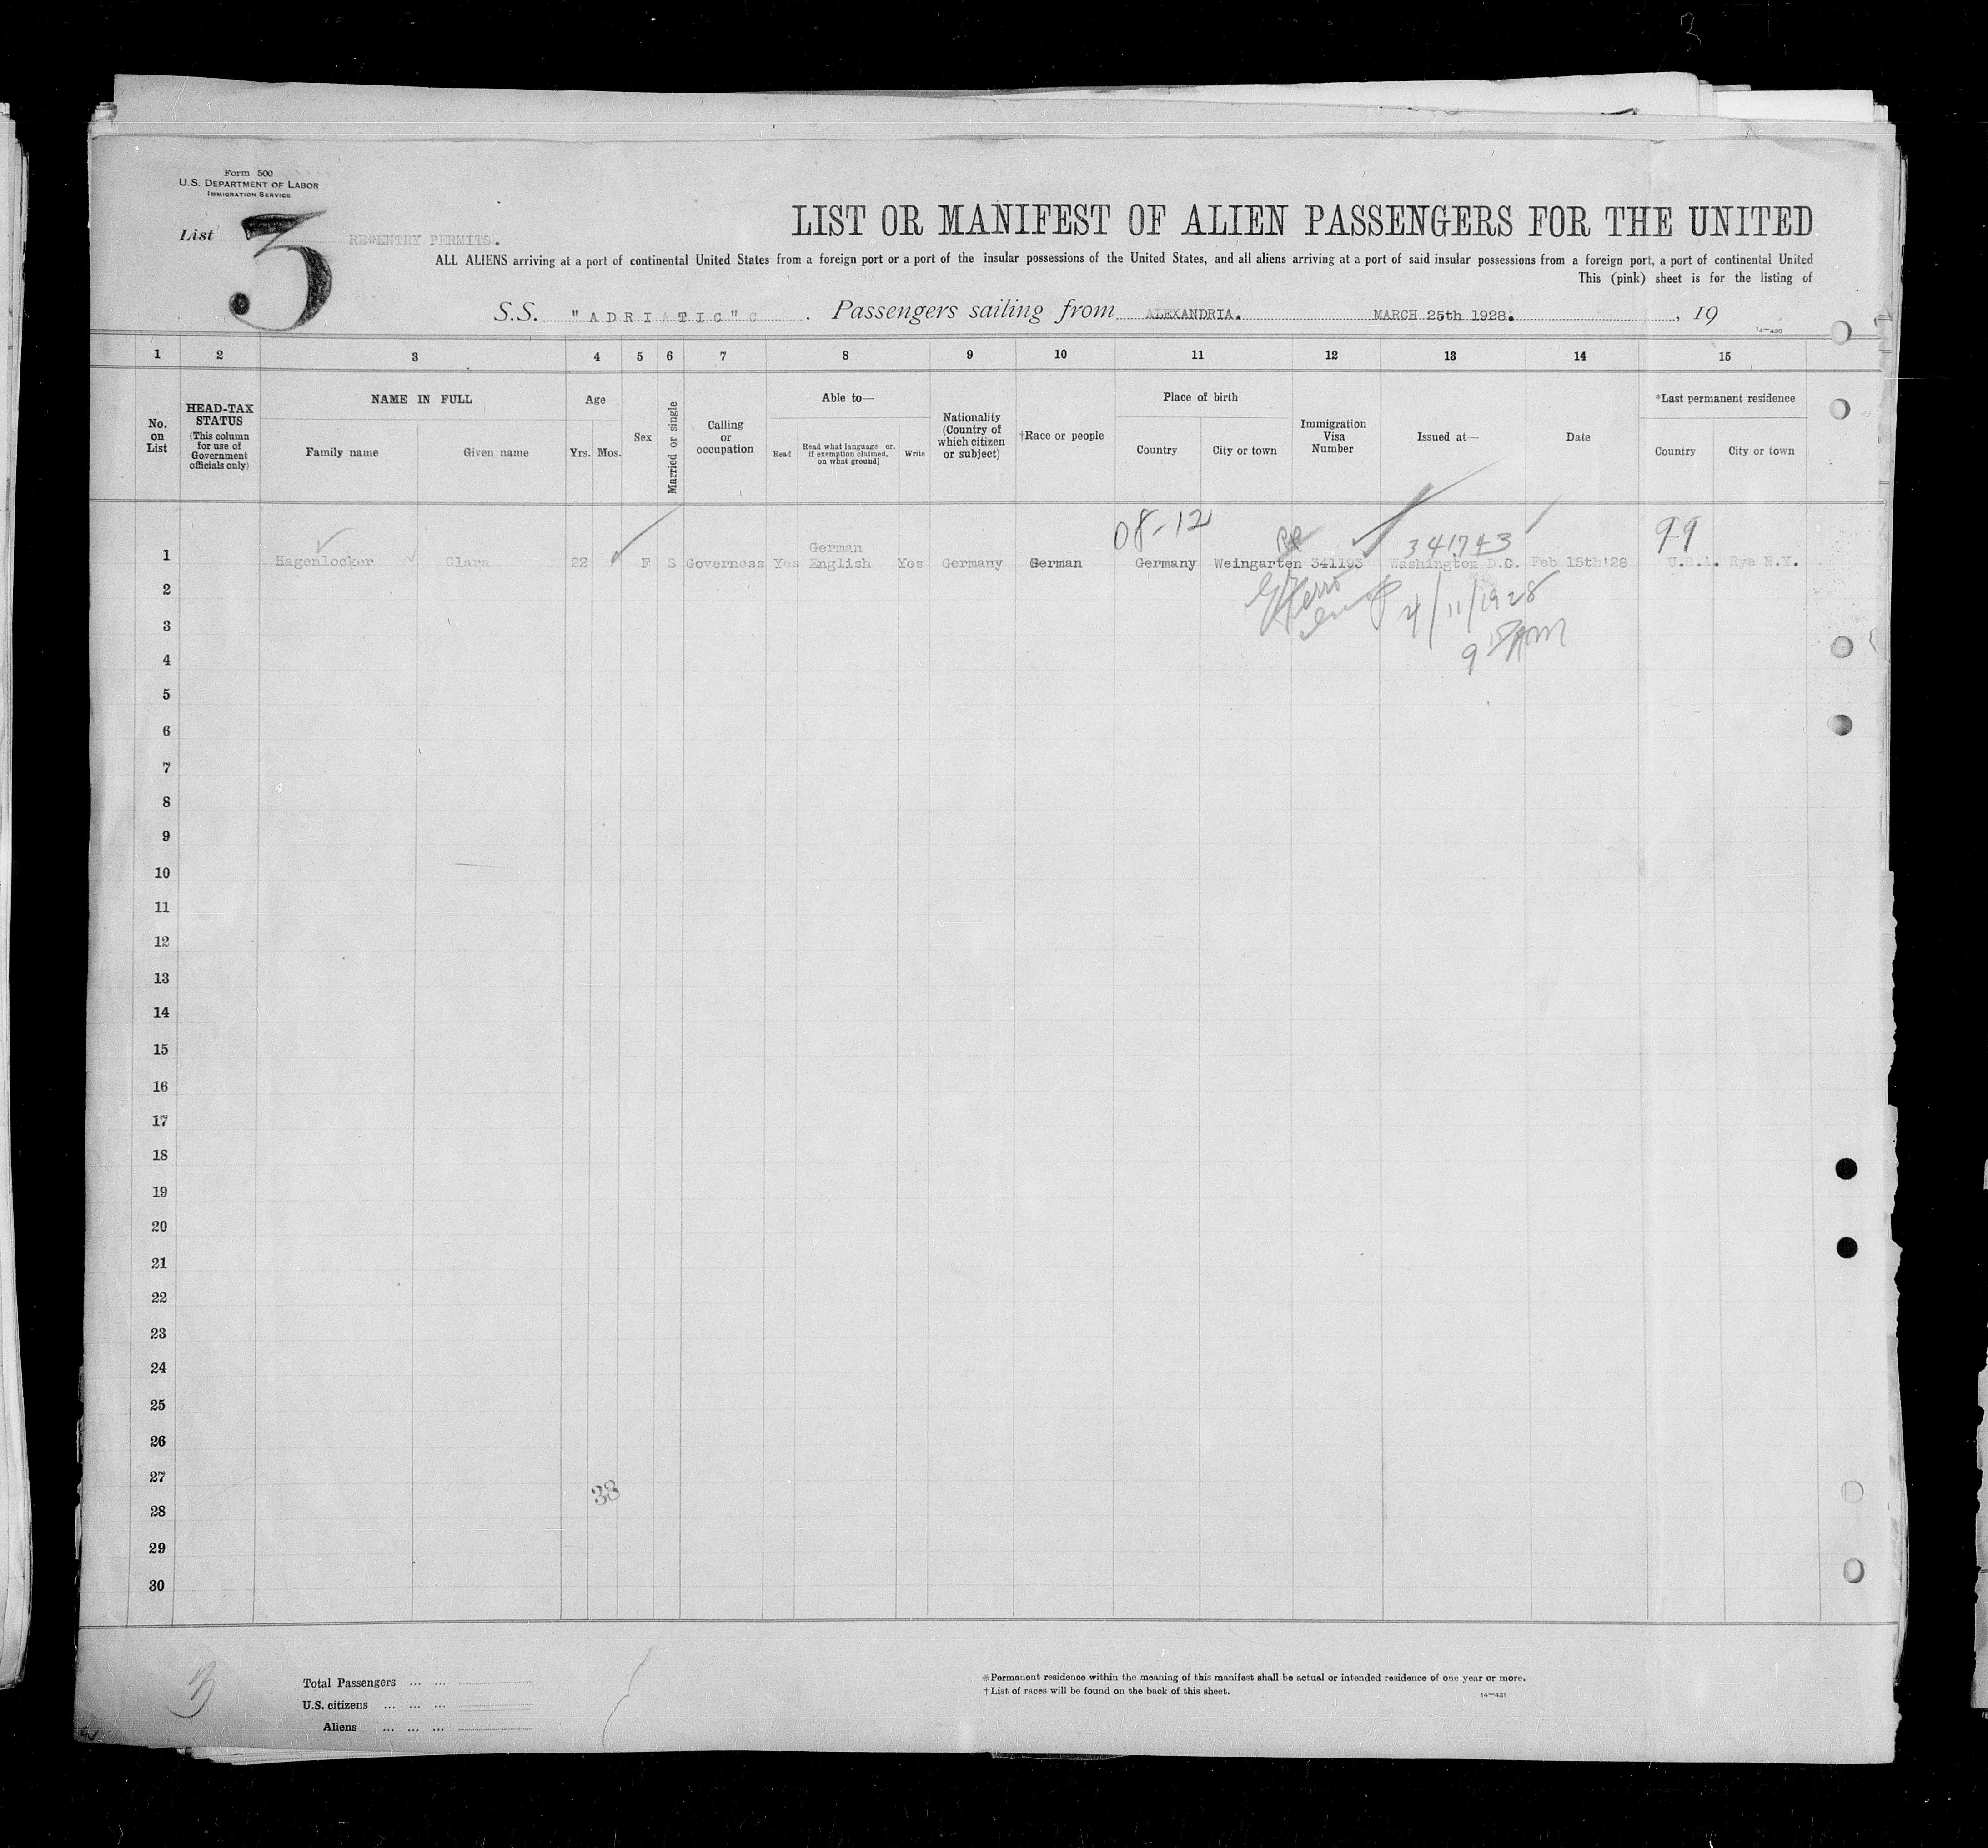 3
Form 500
U.S. DEPARTMENT OF LABOR
IMMIGRATION SERVICE
List 3 RE-ENTRY PERMITS.
LIST OR MANIFEST OF ALIEN PASSENGERS FOR THE UNITED
ALL ALIENS arriving at a port of continental United States from a foreign port or a port of the insular possessions of the United States, and all aliens arriving at a port of said insular possessions from a foreign port, a port of continental United
This (pink) sheet is for the listing of
S.S. "ADRIATIC" C. Passengers sailing from ALEXANDRIA. MARCH 25th 1928., 19
14-430
1 2 3 4 5 6 7 8 9 10 11 12 13 14 15
No. on List
HEAD-TAX STATUS
(This column for use of Government officials only)
NAME IN FULL
Family name Given name
Age
Yrs. Mos.
Sex
Married or single
Calling or occupation
Able to—
Read Read what language or, if exemption claimed, on what ground) Write
Nationality (Country of which citizen or subject)
†Race or people
Place of birth
Country City or town
Immigration Visa Number
Issued at—
Date
*Last permanent residence
Country City or town
08-12 341743 99
German
1 Hagenlocker Clara 22 F S Governess Yes English Yes Germany German Germany Weingarten 341193 Washington D.C. Feb 15th'28 U.S.A. Rye N.Y.
2
4/11/1928
3
4
5
6
7
8
9
10
11
12
13
14
15
16
17
18
19
20
21
22
23
24
25
26
27
33
28
29
30
3
Total Passengers ... ...
U.S. citizens ... ... ...
Aliens ... ... ...
*Permanent residence within the meaning of this manifest shall be actual or intended residence of one year or more.
†List of races will be found on the back of this sheet.
14-431